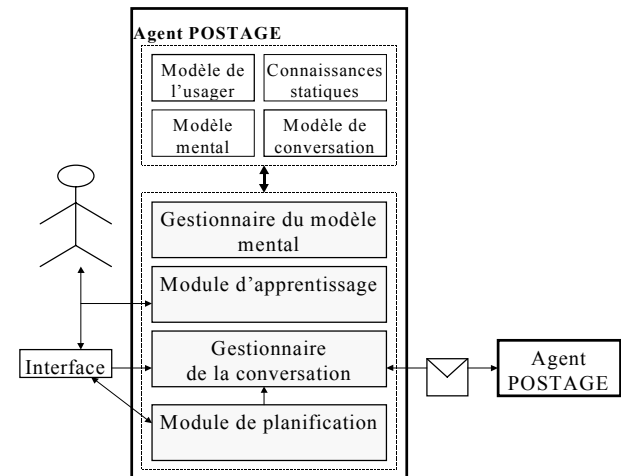 Agent POSTAGE
Modèle de
l'usager
Connaissances
statiques
Modèle
mental
Modèle de
conversation
Gestionnaire du modèle
mental
Module d'apprentissage
Gestionnaire
de la conversation
Module de planification
Interface
Agent
POSTAGE